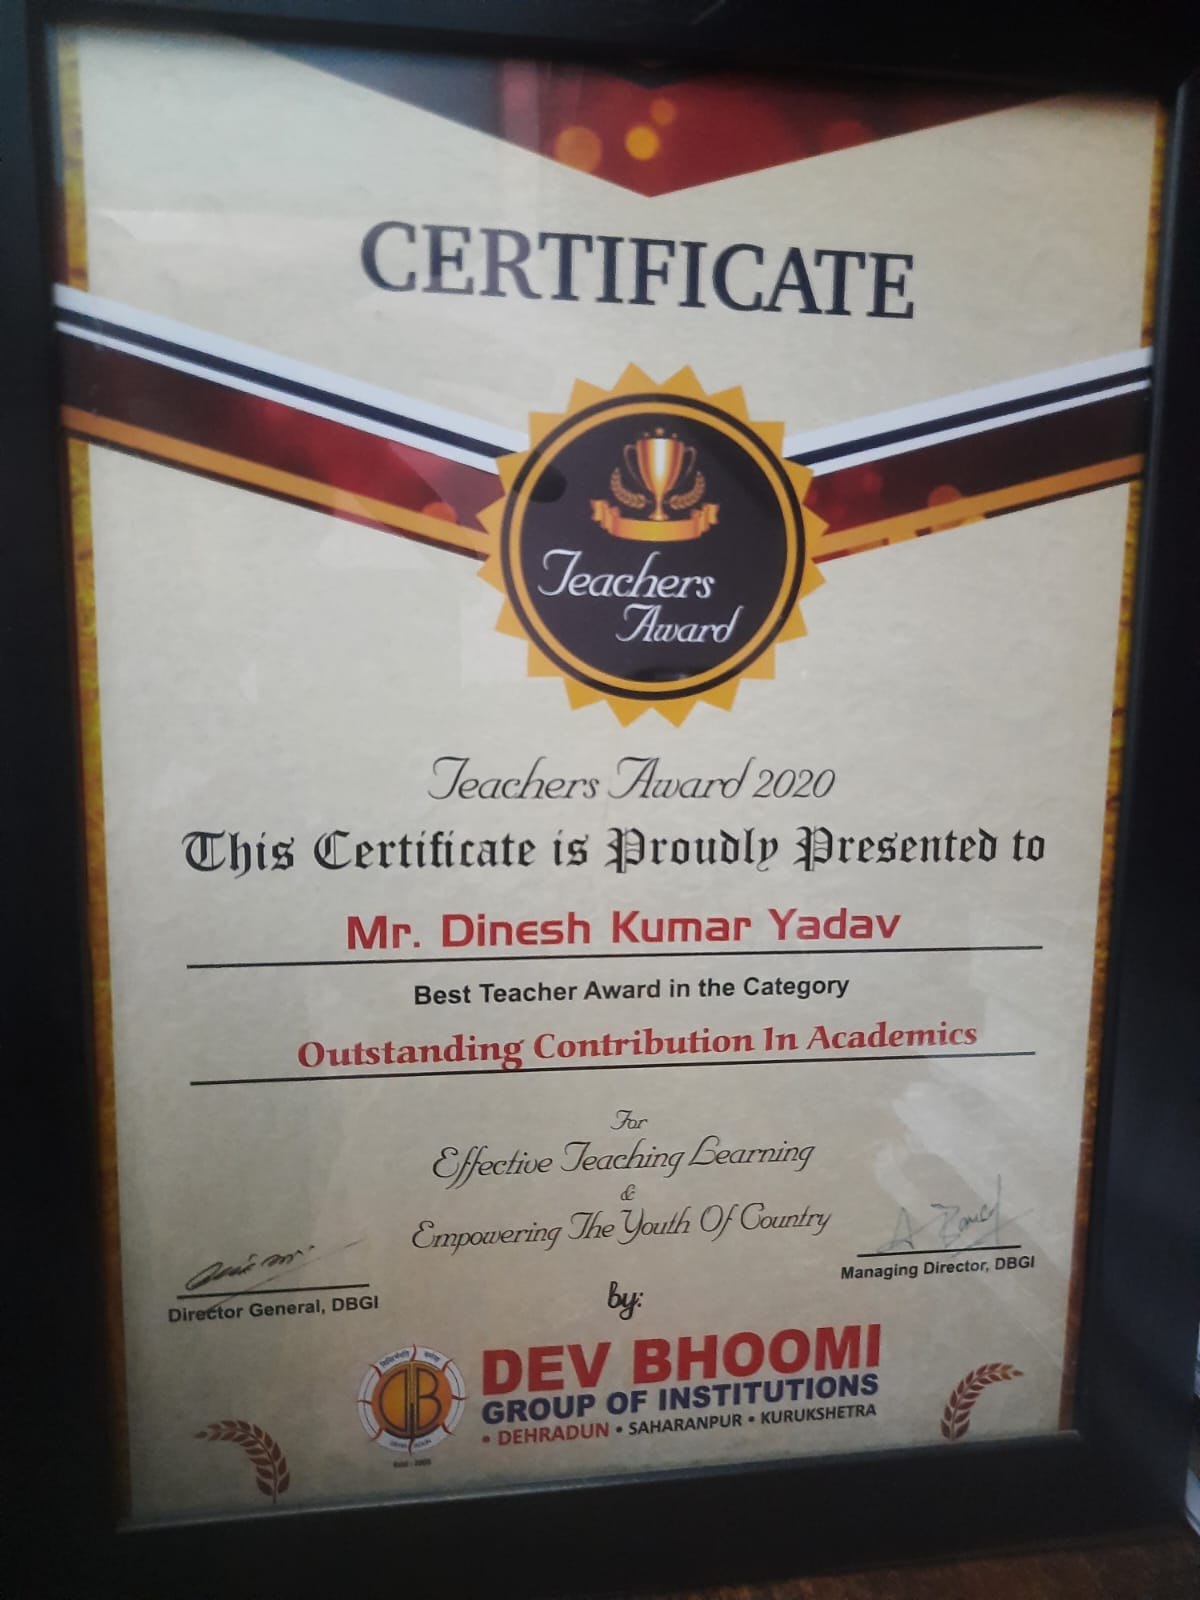 CERTIFICATE
Teachers
Award
Teachers Award 2020
This Certificate is Proudly Presented to
Mr. Dinesh Kumar Yadav
Best Teacher Award in the Category
Outstanding Contribution In Academics
For
Effective Teaching Learning
&
Empowering The Youth Of Country
Director General, DBGI
Managing Director, DBGI
by:
DEV BHOOMI
GROUP OF INSTITUTIONS
• DEHRADUN • SAHARANPUR • KURUKSHETRA